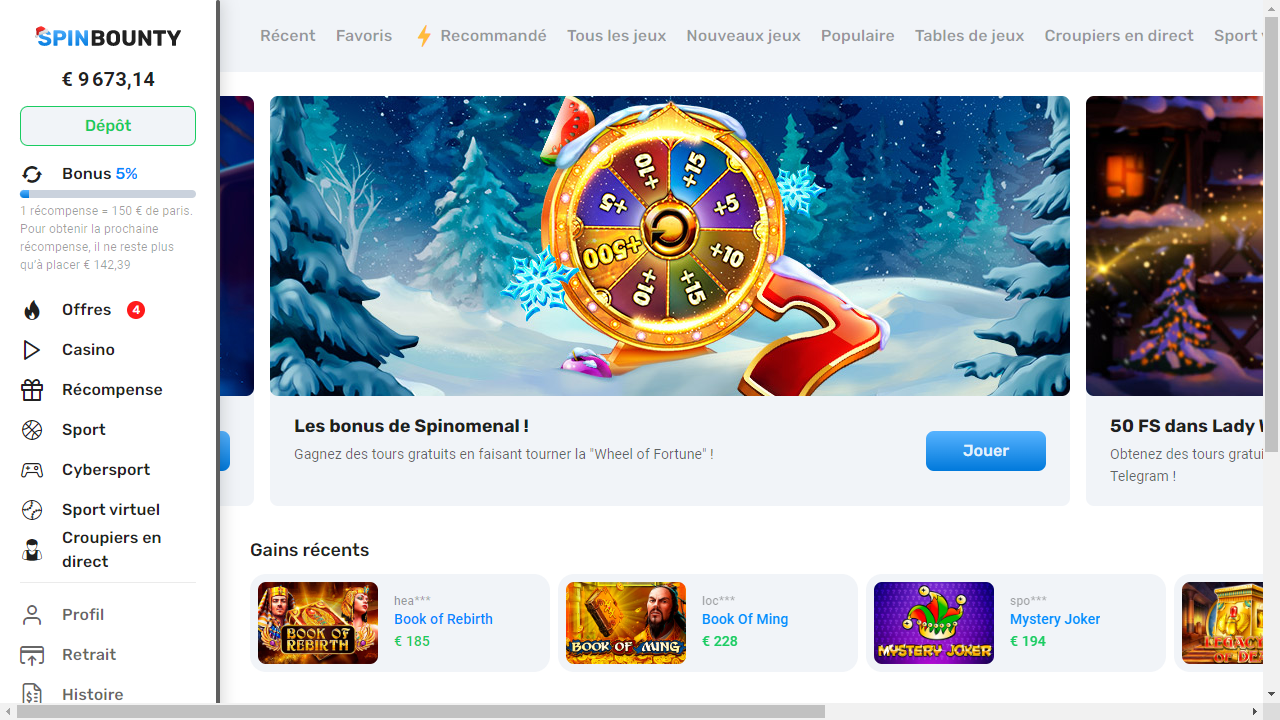 SPINBOUNTY
€ 9 673,14
Dépôt
Bonus 5%
1 récompense = 150 € de paris.
Pour obtenir la prochaine
récompense, il ne reste plus
qu'à placer € 142,39
Offres 4
Casino
Récompense
Sport
Cybersport
Sport virtuel
Croupiers en
direct
Profil
Retrait
Histoire
Récent Favoris Recommandé Tous les jeux Nouveaux jeux Populaire Tables de jeux Croupiers en direct Sport
+10 +15
+5 +5
+500 +10
+10 +15
Les bonus de Spinomenal !
Gagnez des tours gratuits en faisant tourner la "Wheel of Fortune" !
Jouer
50 FS dans Lady
Obtenez des tours
Telegram !
Gains récents
BOOK OF
REBIRTH
hea***
Book of Rebirth
€ 185
BOOK OF MING
loc***
Book Of Ming
€ 228
MYSTERY JOKER
spo***
Mystery Joker
€ 194